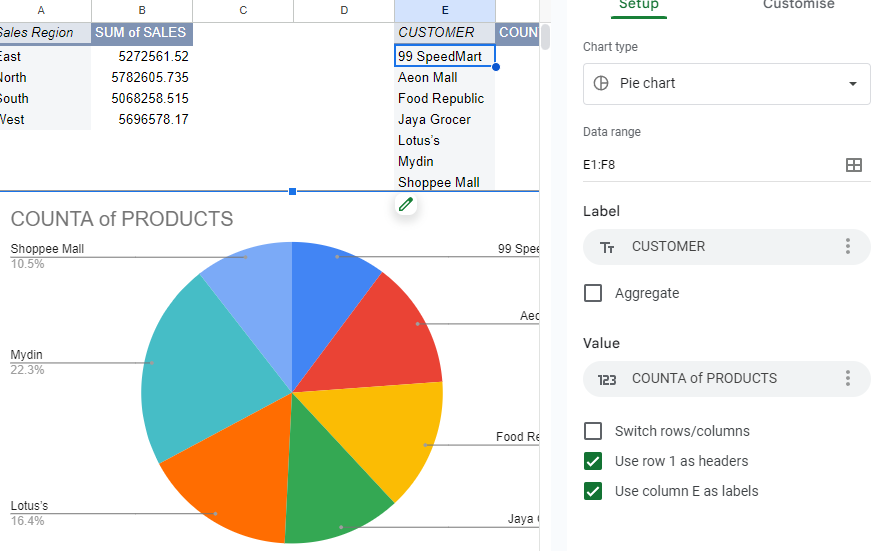 A B C D E
Sales Region SUM of SALES CUSTOMER COUN
East 5272561.52 99 SpeedMart
North 5782605.735 Aeon Mall
South 5068258.515 Food Republic
West 5696578.17 Jaya Grocer
Lotus's
Mydin
Shoppee Mall
COUNTA of PRODUCTS
Shoppee Mall
10.5%
99 Spee
Aeo
Mydin
22.3%
Food Re
Lotus's
16.4%
Jaya
Setup Customise
Chart type
Pie chart
Data range
E1:F8
Label
Tт CUSTOMER
Aggregate
Value
123 COUNTA of PRODUCTS
Switch rows/columns
Use row 1 as headers
Use column E as labels